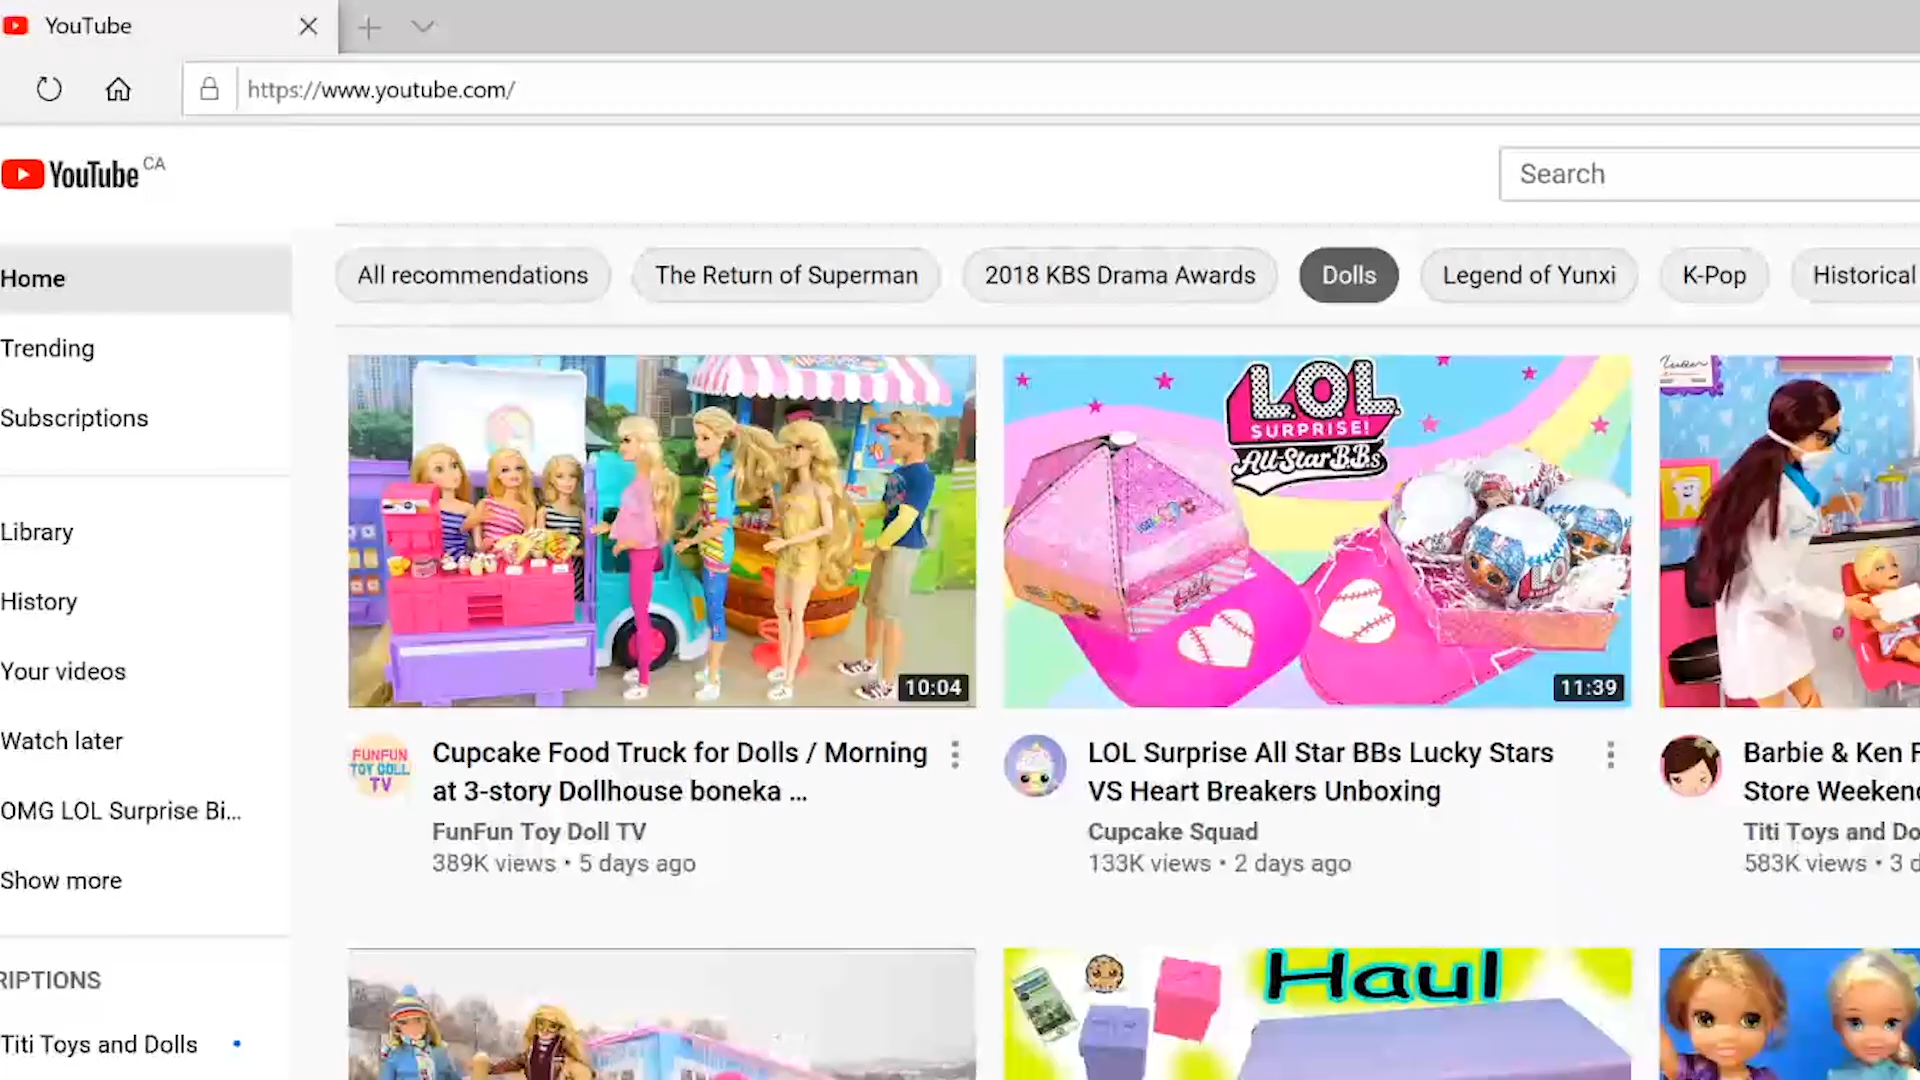 YouTube
https://www.youtube.com/
YouTube CA
Search
Home
Trending
Subscriptions
Library
History
Your videos
Watch later
OMG LOL Surprise Bi...
Show more
RIPTIONS
Titi Toys and Dolls
All recommendations
The Return of Superman
2018 KBS Drama Awards
Dolls
Legend of Yunxi
K-Pop
Historical
10:04
FUNFUN
TOY DOLL
TV
Cupcake Food Truck for Dolls / Morning
at 3-story Dollhouse boneka ...
FunFun Toy Doll TV
389K views • 5 days ago
L.O.L.
SURPRISE!
All-Star B.B.s
11:39
LOL Surprise All Star BBs Lucky Stars
VS Heart Breakers Unboxing
Cupcake Squad
133K views • 2 days ago
Barbie & Ken
Store
Titi Toys and
583K views • 3
Haul